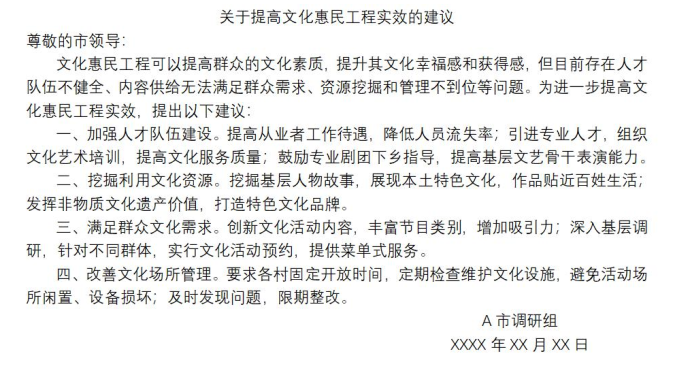 关于提高文化惠民工程实效的建议
尊敬的市领导：
文化惠民工程可以提高群众的文化素质，提升其文化幸福感和获得感，但目前存在人才
队伍不健全、内容供给无法满足群众需求、资源挖掘和管理不到位等问题。为进一步提高文
化惠民工程实效，提出以下建议：
一、加强人才队伍建设。提高从业者工作待遇，降低人员流失率；引进专业人才，组织
文化艺术培训，提高文化服务质量；鼓励专业剧团下乡指导，提高基层文艺骨干表演能力。
二、挖掘利用文化资源。挖掘基层人物故事，展现本土特色文化，作品贴近百姓生活；
发挥非物质文化遗产价值，打造特色文化品牌。
三、满足群众文化需求。创新文化活动内容，丰富节目类别，增加吸引力；深入基层调
研，针对不同群体，实行文化活动预约，提供菜单式服务。
四、改善文化场所管理。要求各村固定开放时间，定期检查维护文化设施，避免活动场
所闲置、设备损坏；及时发现问题，限期整改。
A 市调研组
XXXX 年 XX 月 XX 日